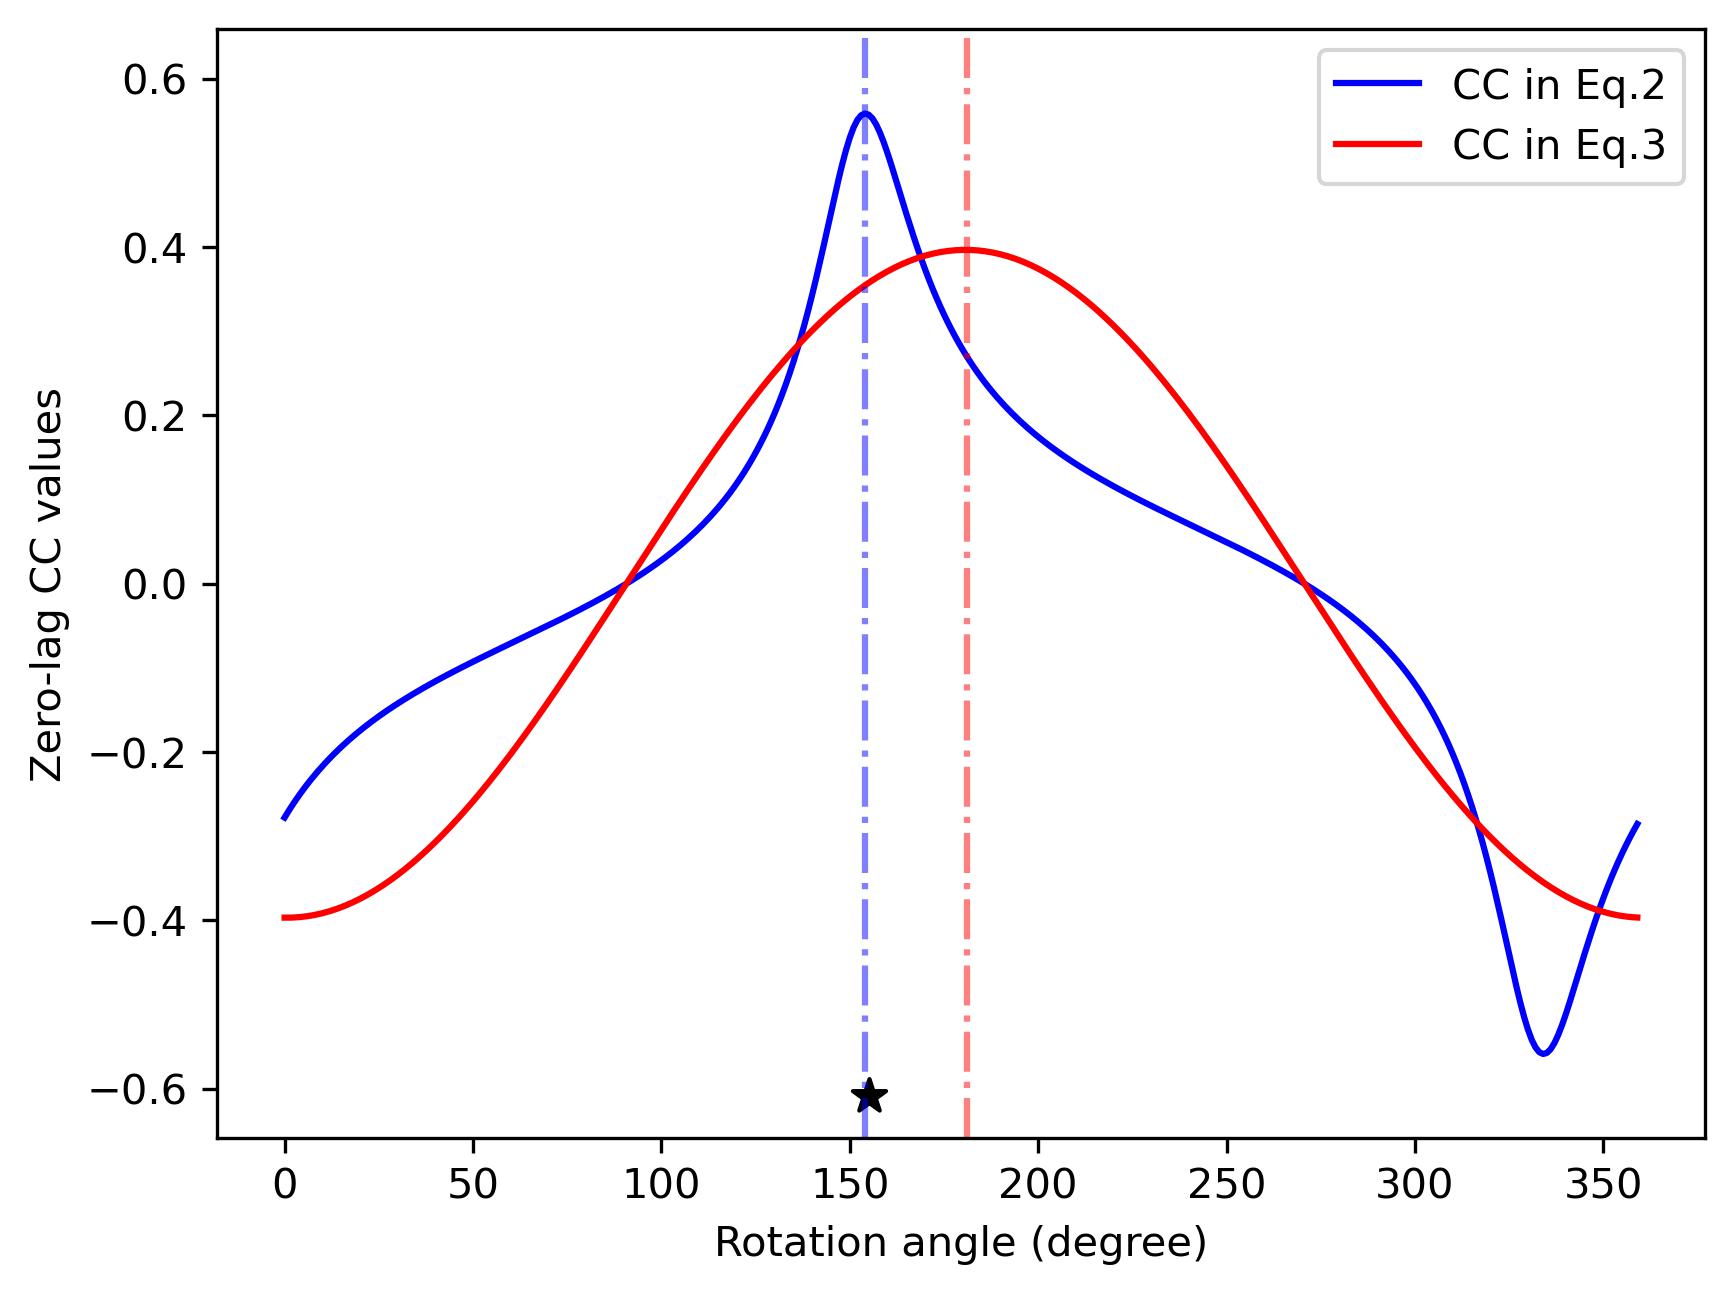 CC in Eq.2
CC in Eq.3
Zero-lag CC values
0.6
0.4
0.2
0.0
−0.2
−0.4
−0.6
0 50 100 150 200 250 300 350
Rotation angle (degree)